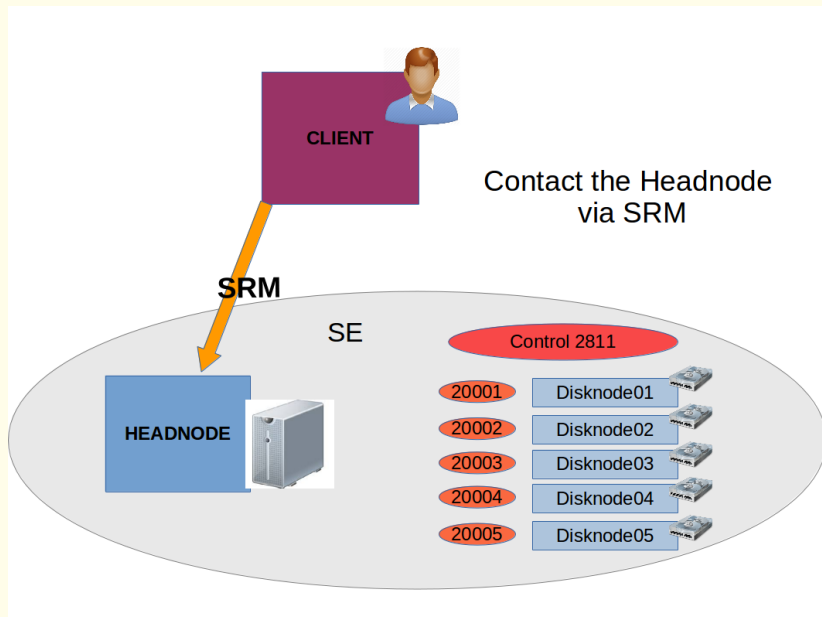 CLIENT
Contact the Headnode
via SRM
SRM
SE
Control 2811
HEADNODE
20001 Disknode01
20002 Disknode02
20003 Disknode03
20004 Disknode04
20005 Disknode05